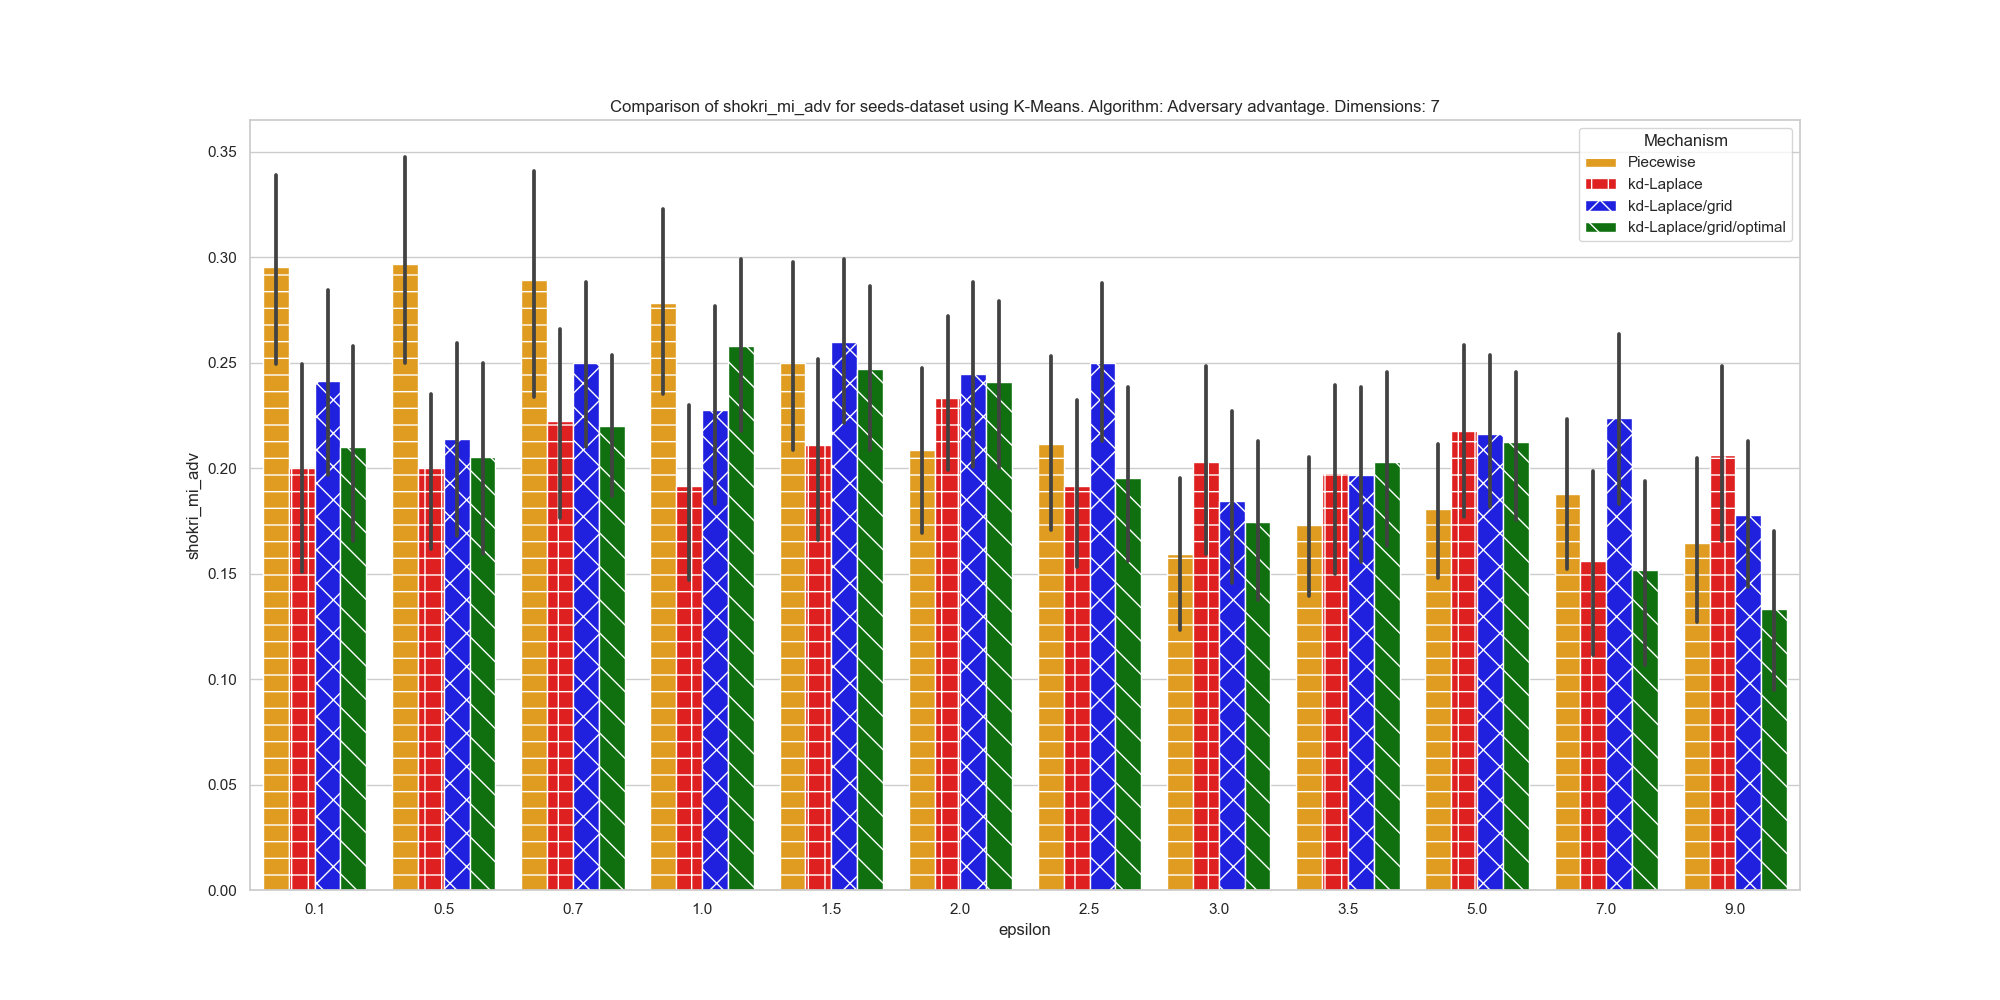 Comparison of shokri_mi_adv for seeds-dataset using K-Means. Algorithm: Adversary advantage. Dimensions: 7
Mechanism
Piecewise
kd-Laplace
kd-Laplace/grid
kd-Laplace/grid/optimal
shokri_mi_adv
0.35
0.30
0.25
0.20
0.15
0.10
0.05
0.00
0.1 0.5 0.7 1.0 1.5 2.0 2.5 3.0 3.5 5.0 7.0 9.0
epsilon